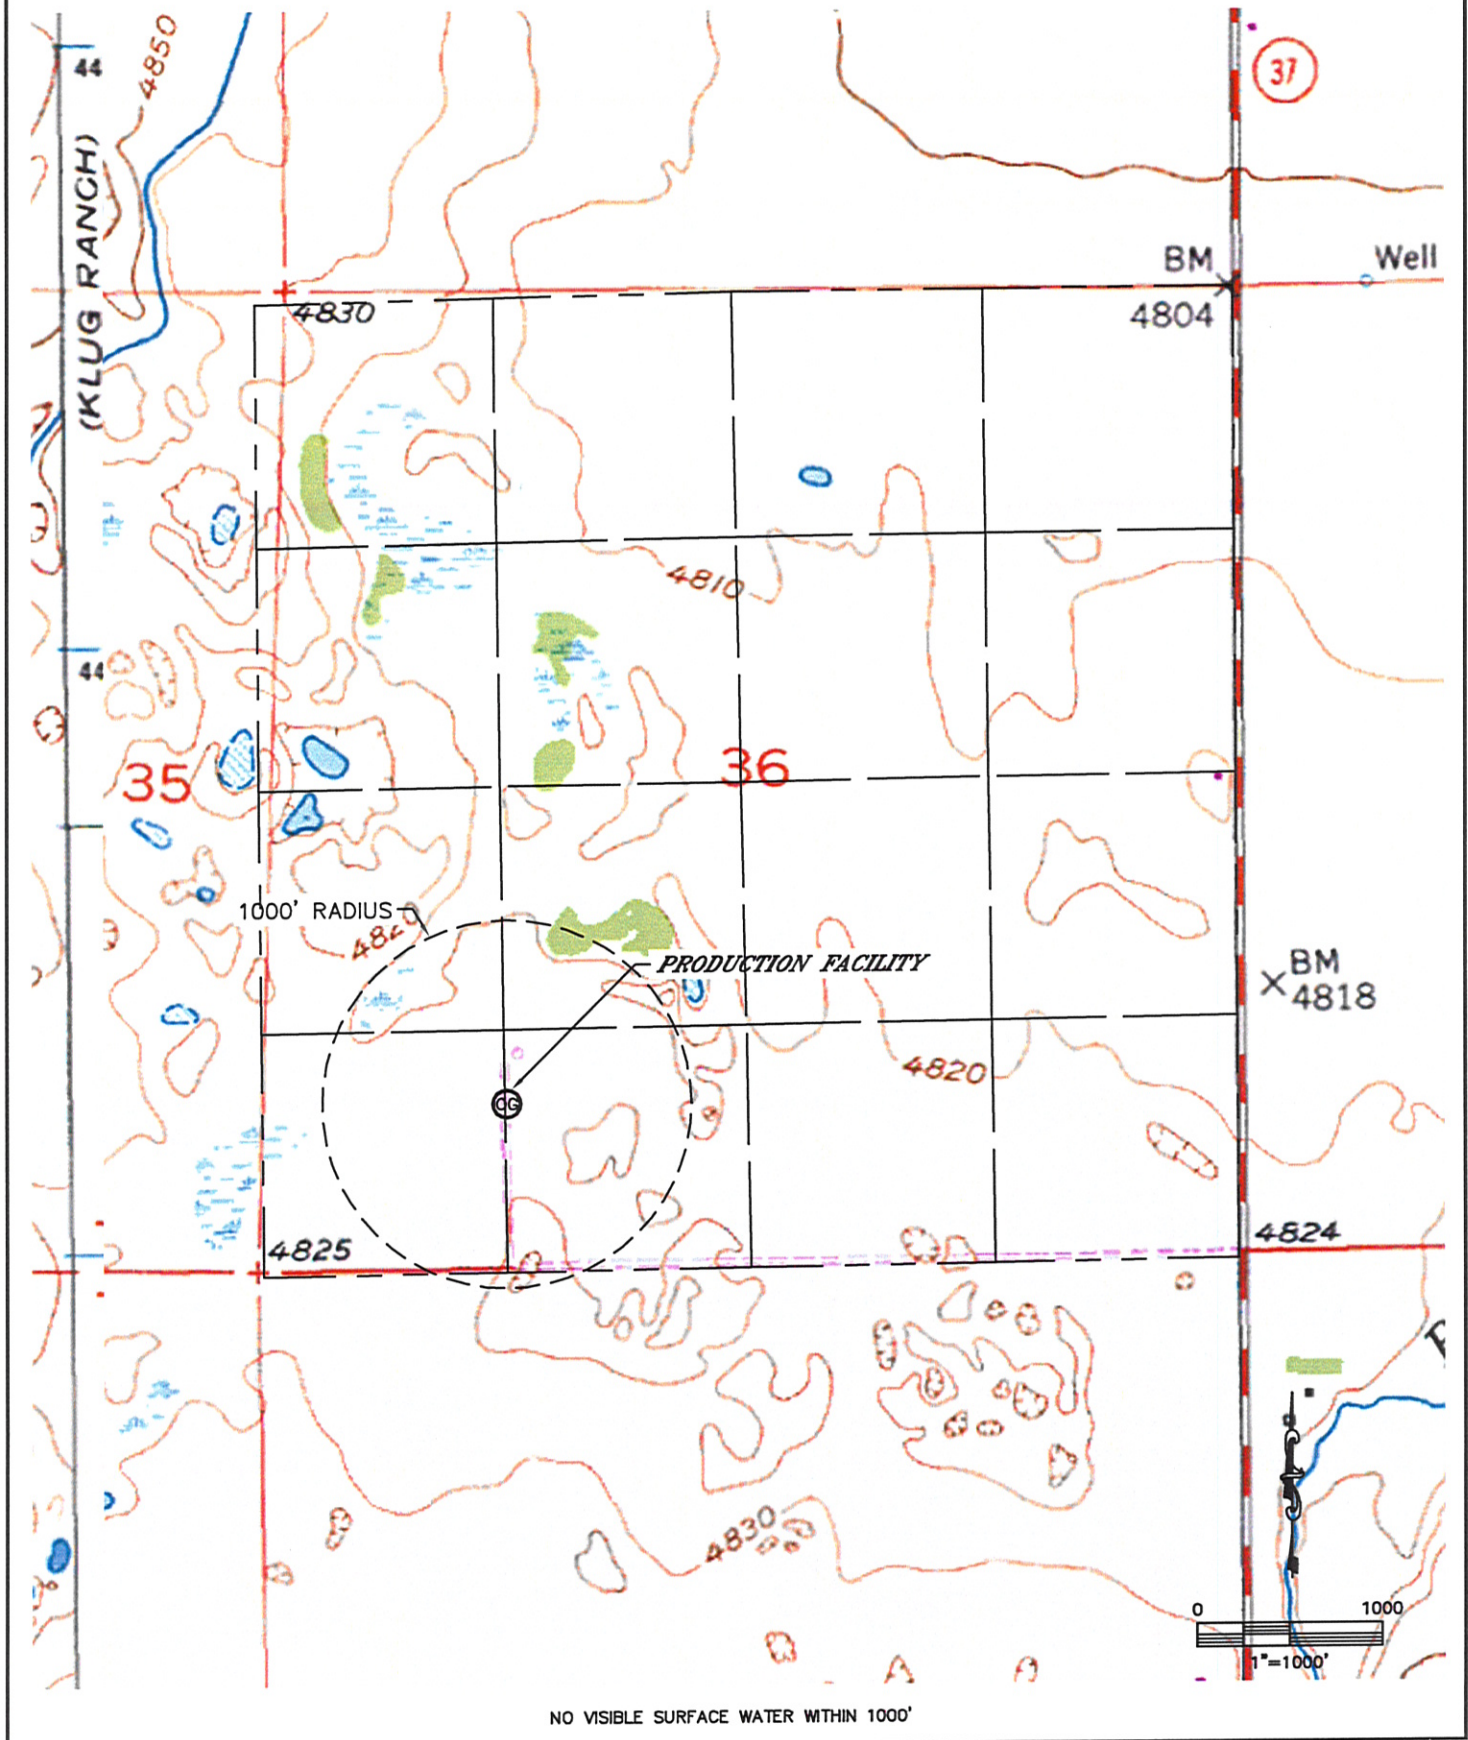 44
4850
37
(KLUG RANCH)
BM
4804
Well
4830
4810
44
35
36
1000' RADIUS
PRODUCTION FACILITY
BM
4818
4820
OG
4825
4824
4830
0 1000
1"=1000'
NO VISIBLE SURFACE WATER WITHIN 1000'